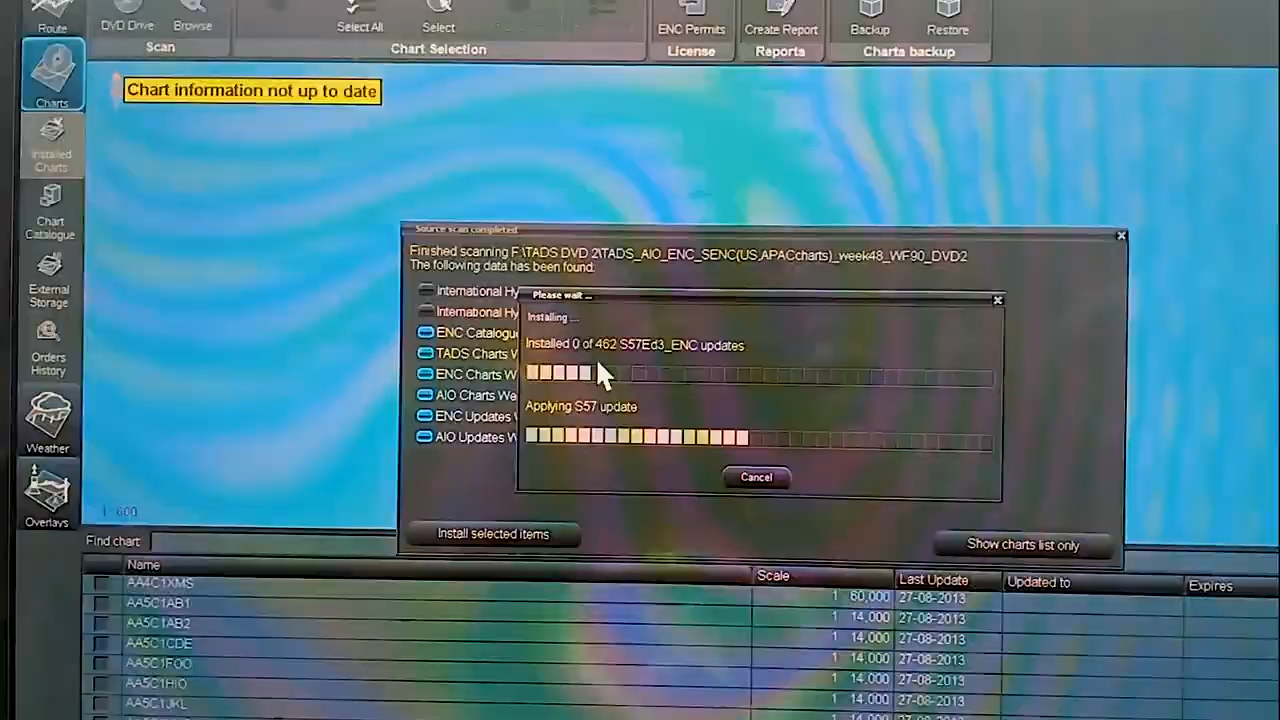 Route
DVD Drive
Browse
Scan
Select All
Select
Chart Selection
ENC Permits
License
Create Report
Reports
Backup
Restore
Charts backup
Charts
Installed
Charts
Chart
Catalogue
External
Storage
Orders
History
Weather
Overlays
Chart information not up to date
Source scan completed
Finished scanning F:\TADS DVD 2\TADS_AIO_ENC_SENC(US,APACcharts)_week48_WF90_DVD2
The following data has been found:
International Hy
International Hy
ENC Catalogue
TADS Charts W
ENC Charts W
AIO Charts We
ENC Updates W
AIO Updates W
Please wait ...
Installing ...
Installed 0 of 462 S57Ed3_ENC updates
Applying S57 update
Cancel
Install selected items
Show charts list only
1 : 600
Find chart
Name Scale Last Update Updated to Expires
AA4C1XMS 1 60,000 27-08-2013
AA5C1AB1 1 14,000 27-08-2013
AA5C1AB2 1 14,000 27-08-2013
AA5C1CDE 1 14,000 27-08-2013
AA5C1FOO 1 14,000 27-08-2013
AA5C1HIO 1 14,000 27-08-2013
AA5C1JKL 1 14,000 27-08-2013